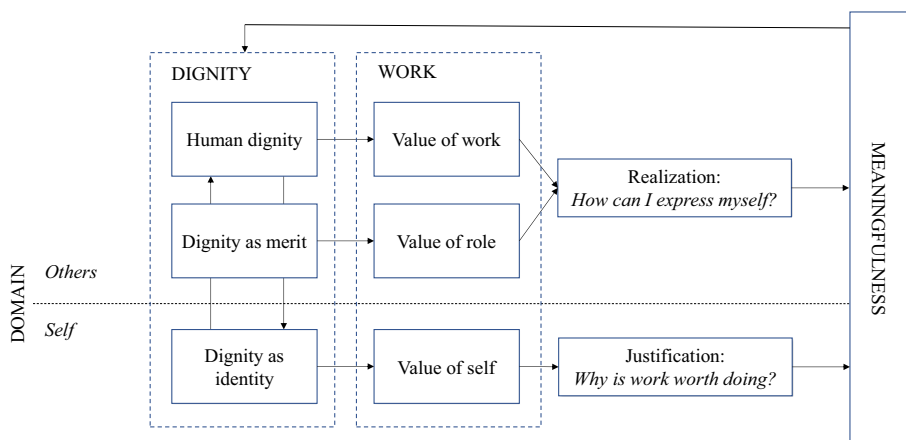 DIGNITY
WORK
Human dignity
Value of work
Realization:
How can I express myself?
Dignity as merit
Value of role
MEANINGFULNESS
DOMAIN
Others
Self
Dignity as
identity
Value of self
Justification:
Why is work worth doing?